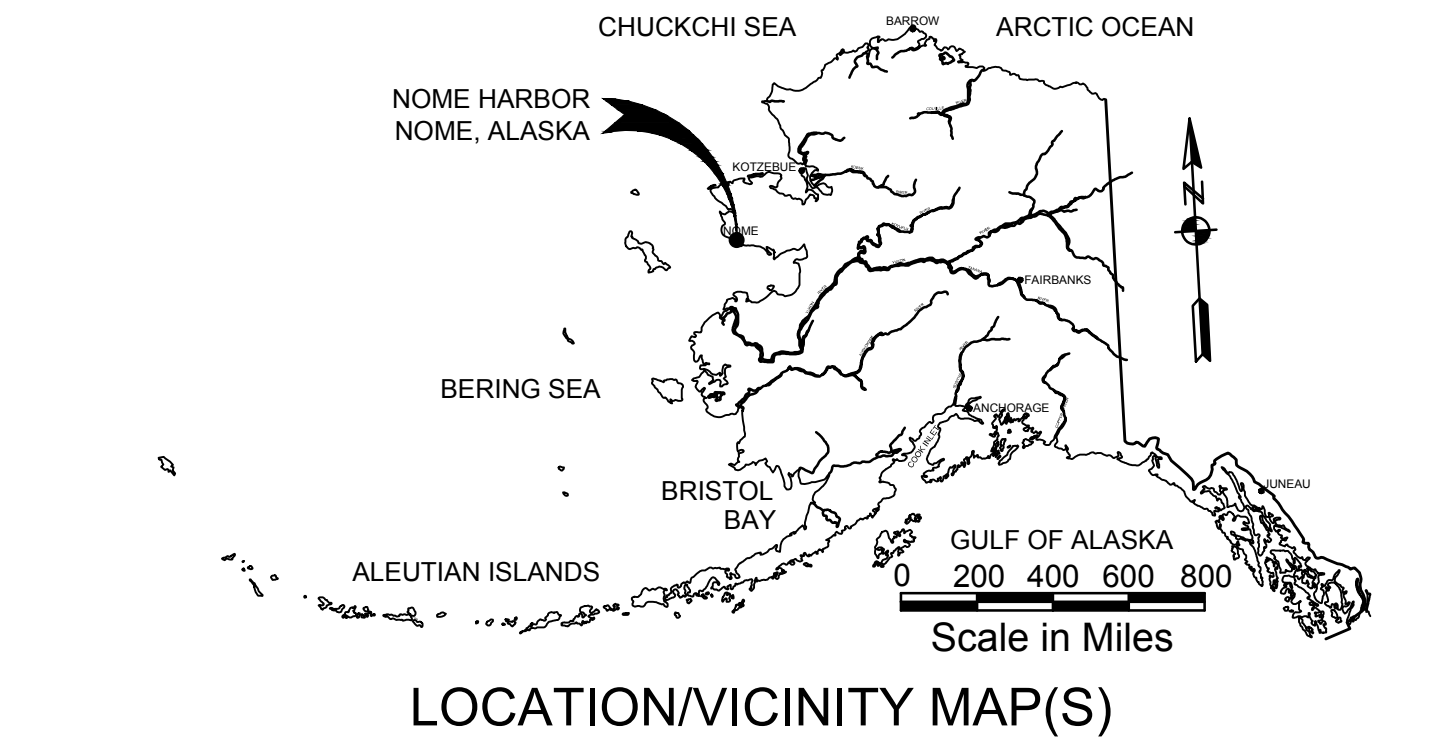 CHUCKCHI SEA
BARROW
ARCTIC OCEAN
NOME HARBOR
NOME, ALASKA
KOTZEBUE
N
NOME
FAIRBANKS
BERING SEA
ANCHORAGE
COOK INLET
BRISTOL
BAY
JUNEAU
GULF OF ALASKA
ALEUTIAN ISLANDS
0 200 400 600 800
Scale in Miles
LOCATION/VICINITY MAP(S)